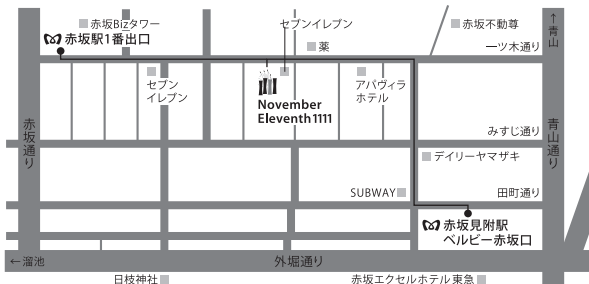 赤坂Bizタワー
赤坂駅1番出口
セブンイレブン
薬
赤坂不動尊
↑青山
一ツ木通り
セブン
イレブン
November
Eleventh1111
アパヴィラ
ホテル
赤坂通り
みすじ通り
青山通り
デイリーヤマザキ
SUBWAY
田町通り
赤坂見附駅
ベルビー赤坂口
←溜池
外堀通り
日枝神社
赤坂エクセルホテル東急